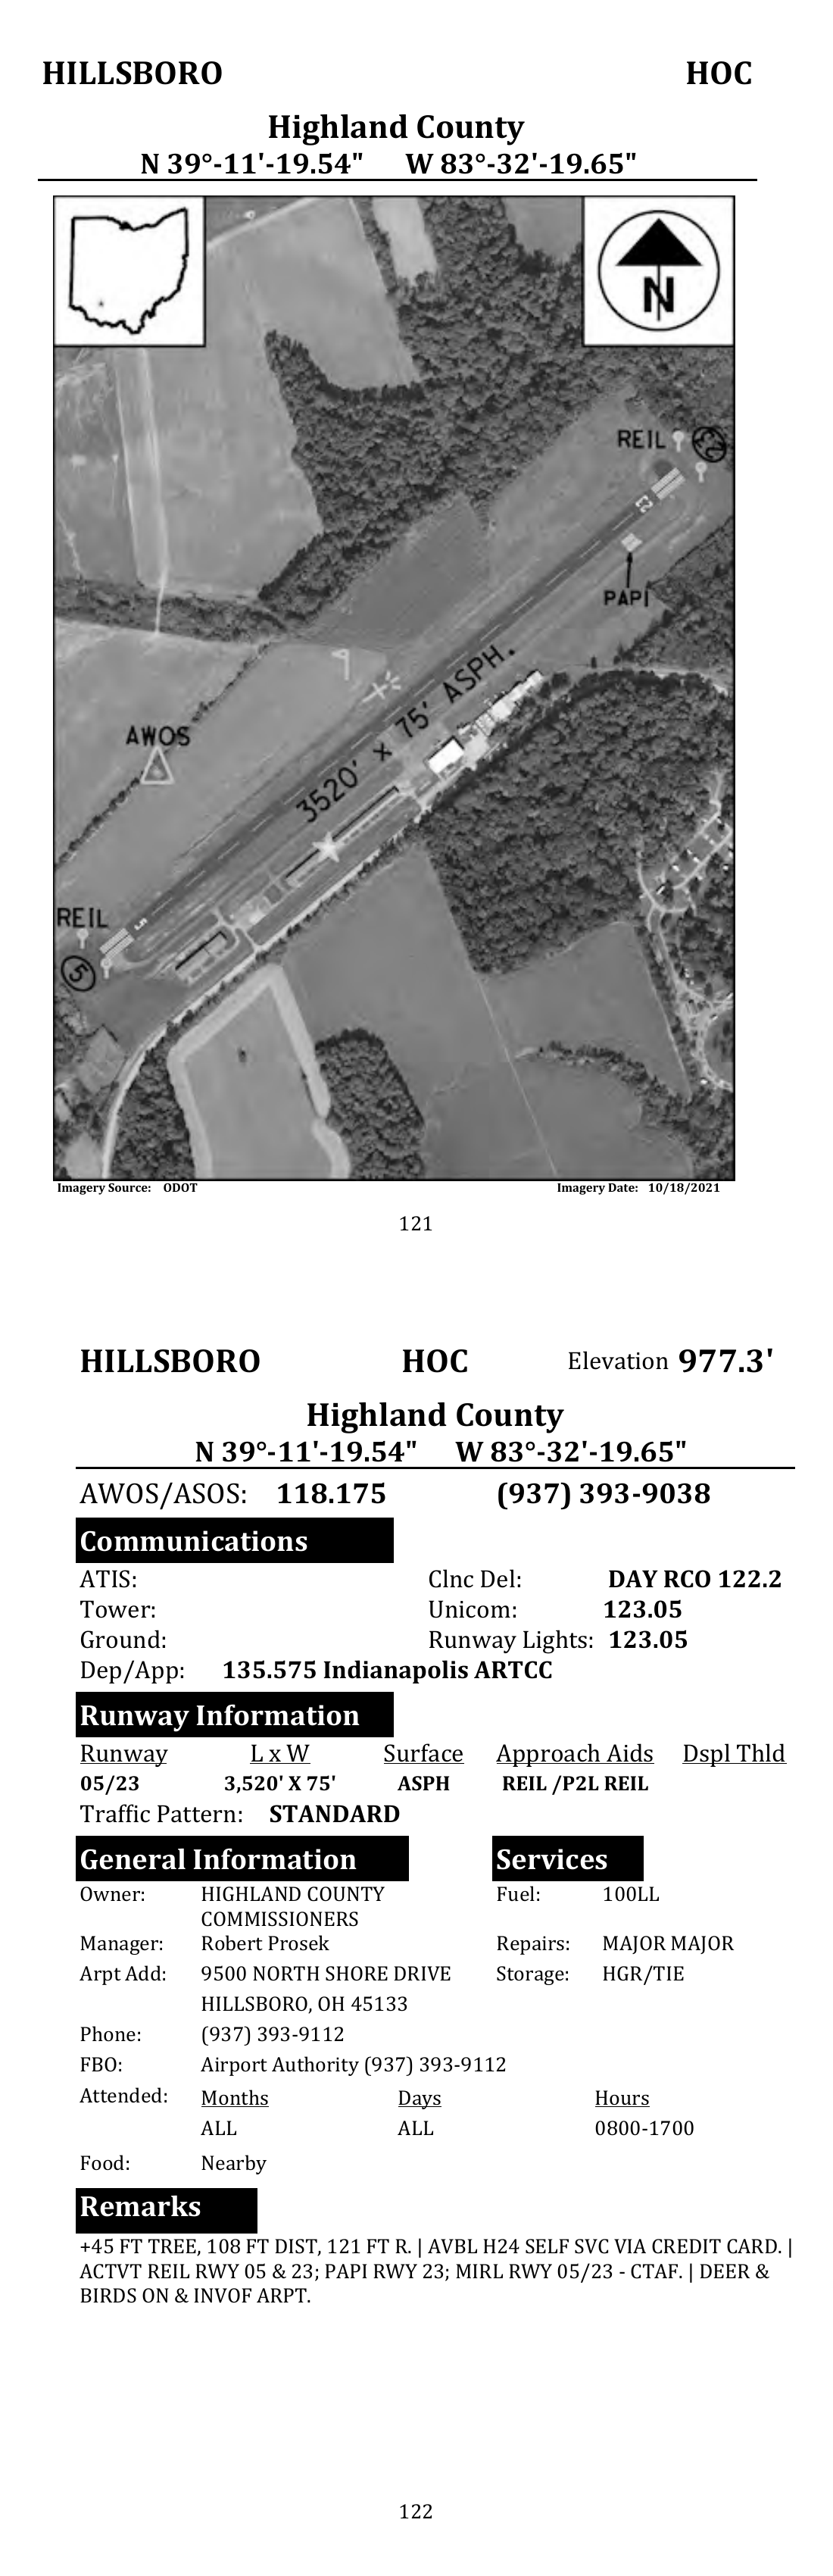 HILLSBORO HOC
Highland County
N 39°-11'-19.54" W 83°-32'-19.65"
N
REIL
23
PAPI
3520' x 75' ASPH.
AWOS
REIL
5
5
Imagery Source: ODOT Imagery Date: 10/18/2021
121
HILLSBORO HOC Elevation 977.3'
Highland County
N 39°-11'-19.54" W 83°-32'-19.65"
AWOS/ASOS: 118.175 (937) 393-9038
Communications
ATIS: Clnc Del: DAY RCO 122.2
Tower: Unicom: 123.05
Ground: Runway Lights: 123.05
Dep/App: 135.575 Indianapolis ARTCC
Runway Information
Runway L x W Surface Approach Aids Dspl Thld
05/23 3,520' X 75' ASPH REIL /P2L REIL
Traffic Pattern: STANDARD
General Information Services
Owner: HIGHLAND COUNTY Fuel: 100LL
COMMISSIONERS
Manager: Robert Prosek Repairs: MAJOR MAJOR
Arpt Add: 9500 NORTH SHORE DRIVE Storage: HGR/TIE
HILLSBORO, OH 45133
Phone: (937) 393-9112
FBO: Airport Authority (937) 393-9112
Attended: Months Days Hours
ALL ALL 0800-1700
Food: Nearby
Remarks
+45 FT TREE, 108 FT DIST, 121 FT R. | AVBL H24 SELF SVC VIA CREDIT CARD. |
ACTVT REIL RWY 05 & 23; PAPI RWY 23; MIRL RWY 05/23 - CTAF. | DEER &
BIRDS ON & INVOF ARPT.
122